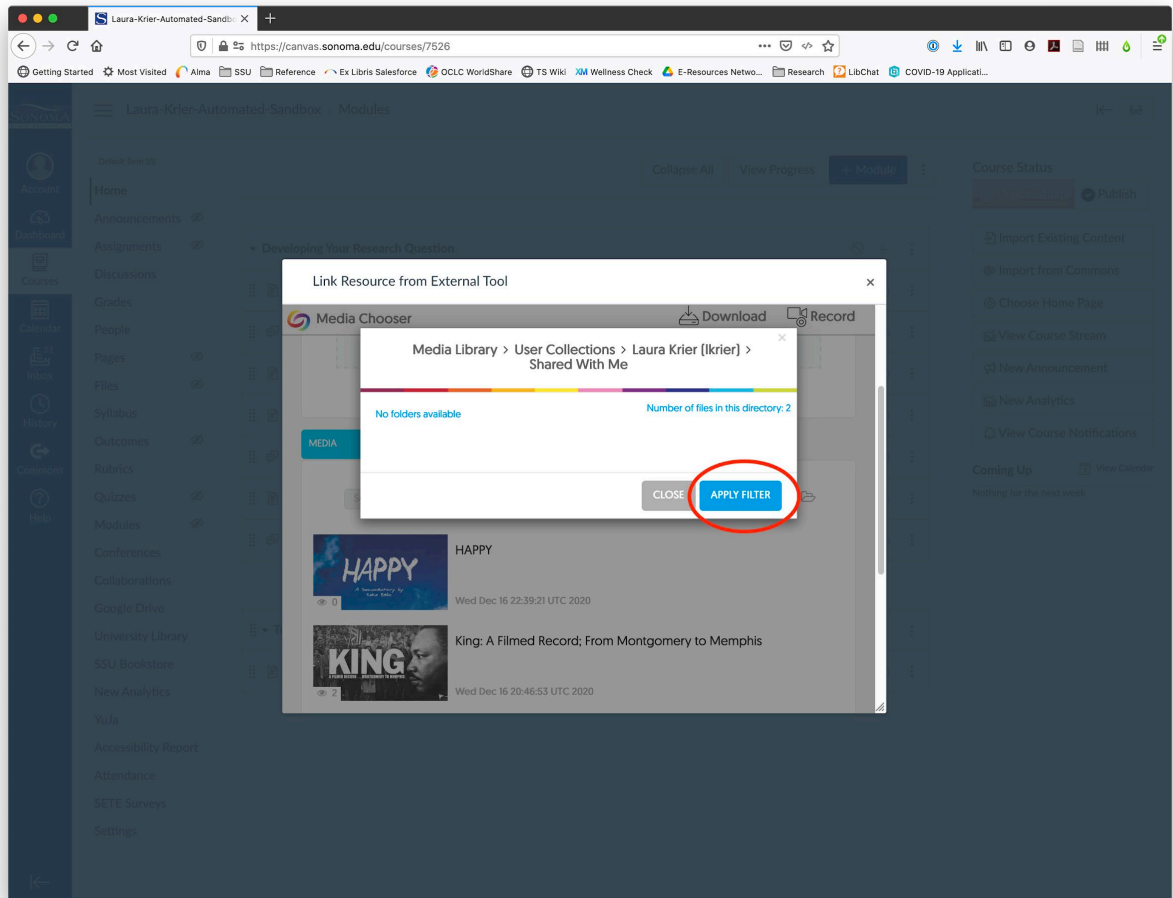 Laura-Krier-Automated-Sandbo
https://canvas.sonoma.edu/courses/7526
Getting Started Most Visited Alma SSU Reference Ex Libris Salesforce OCLC WorldShare TS Wiki XM Wellness Check E-Resources Netwo... Research LibChat COVID-19 Applicati...
SONOMA
Laura-Krier-Automated-Sandbox › Modules
Collapse All View Progress + Module
Course Status
Publish
Account
Dashboard
Courses
Calendar
Inbox
History
Commons
Help
Home
Announcements
Assignments
Discussions
Grades
People
Pages
Files
Syllabus
Outcomes
Rubrics
Quizzes
Modules
Conferences
Collaborations
Google Drive
University Library
SSU Bookstore
New Analytics
YuJa
Accessibility Report
Attendance
SETE Surveys
Settings
Developing Your Research Question
Link Resource from External Tool
Media Chooser Download Record
Media Library > User Collections > Laura Krier (lkrier) >
Shared With Me
No folders available
Number of files in this directory: 2
MEDIA
CLOSE APPLY FILTER
HAPPY
HAPPY
0
Wed Dec 16 22:39:21 UTC 2020
King: A Filmed Record; From Montgomery to Memphis
KING
2
Wed Dec 16 20:46:53 UTC 2020
Import Existing Content
Import from Commons
Choose Home Page
View Course Stream
New Announcement
New Analytics
View Course Notifications
Coming Up View Calendar
Nothing for the next week